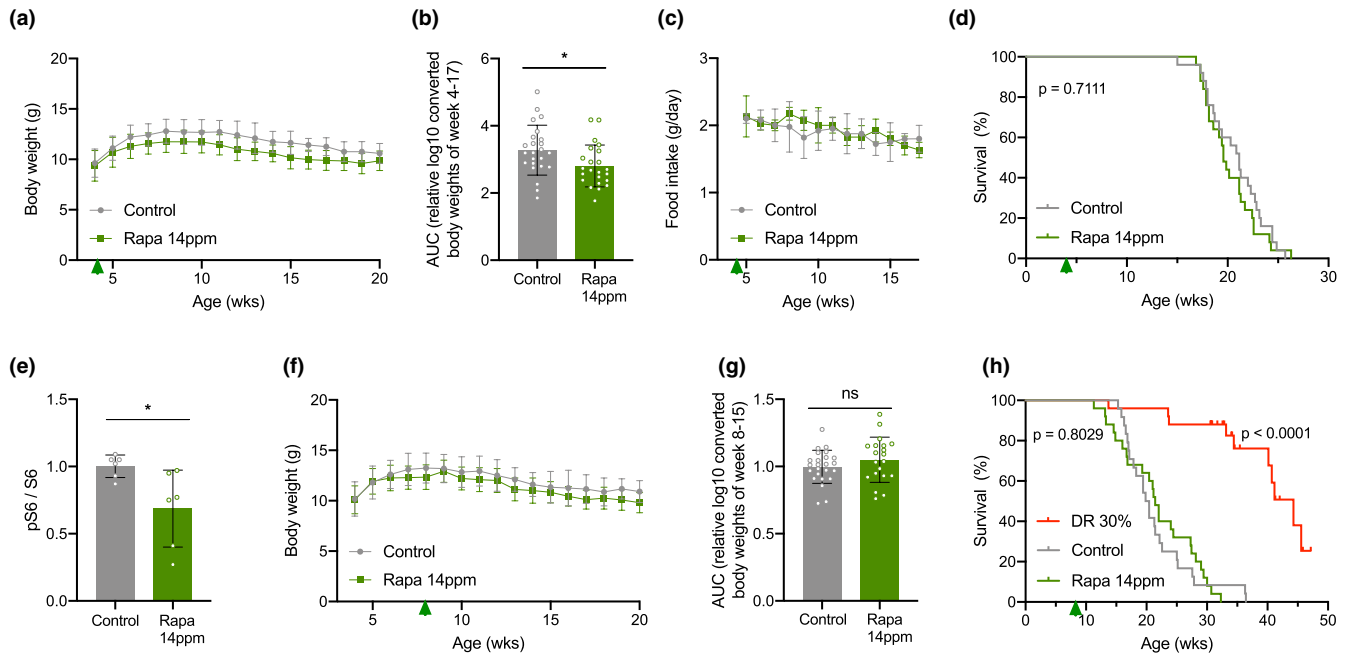 (a)
20
15
10
5
0
Body weight (g)
Control
Rapa 14ppm
5
10
15
20
Age (wks)
(b)
6
4
2
0
AUC (relative log10 converted
body weights of week 4-17)
*
Control
Rapa
14ppm
(c)
3
2
1
0
Food intake (g/day)
Control
Rapa 14ppm
5
10
15
Age (wks)
(d)
100
80
60
40
20
0
Survival (%)
p = 0.7111
Control
Rapa 14ppm
0
10
20
30
Age (wks)
(e)
1.5
1.0
0.5
0.0
pS6 / S6
*
Control
Rapa
14ppm
(f)
20
15
10
5
0
Body weight (g)
Control
Rapa 14ppm
5
10
15
20
Age (wks)
(g)
1.5
1.0
0.5
0.0
AUC (relative log10 converted
body weights of week 8-15)
ns
Control
Rapa
14ppm
(h)
100
80
60
40
20
0
Survival (%)
p = 0.8029
p < 0.0001
DR 30%
Control
Rapa 14ppm
0
10
20
30
40
50
Age (wks)